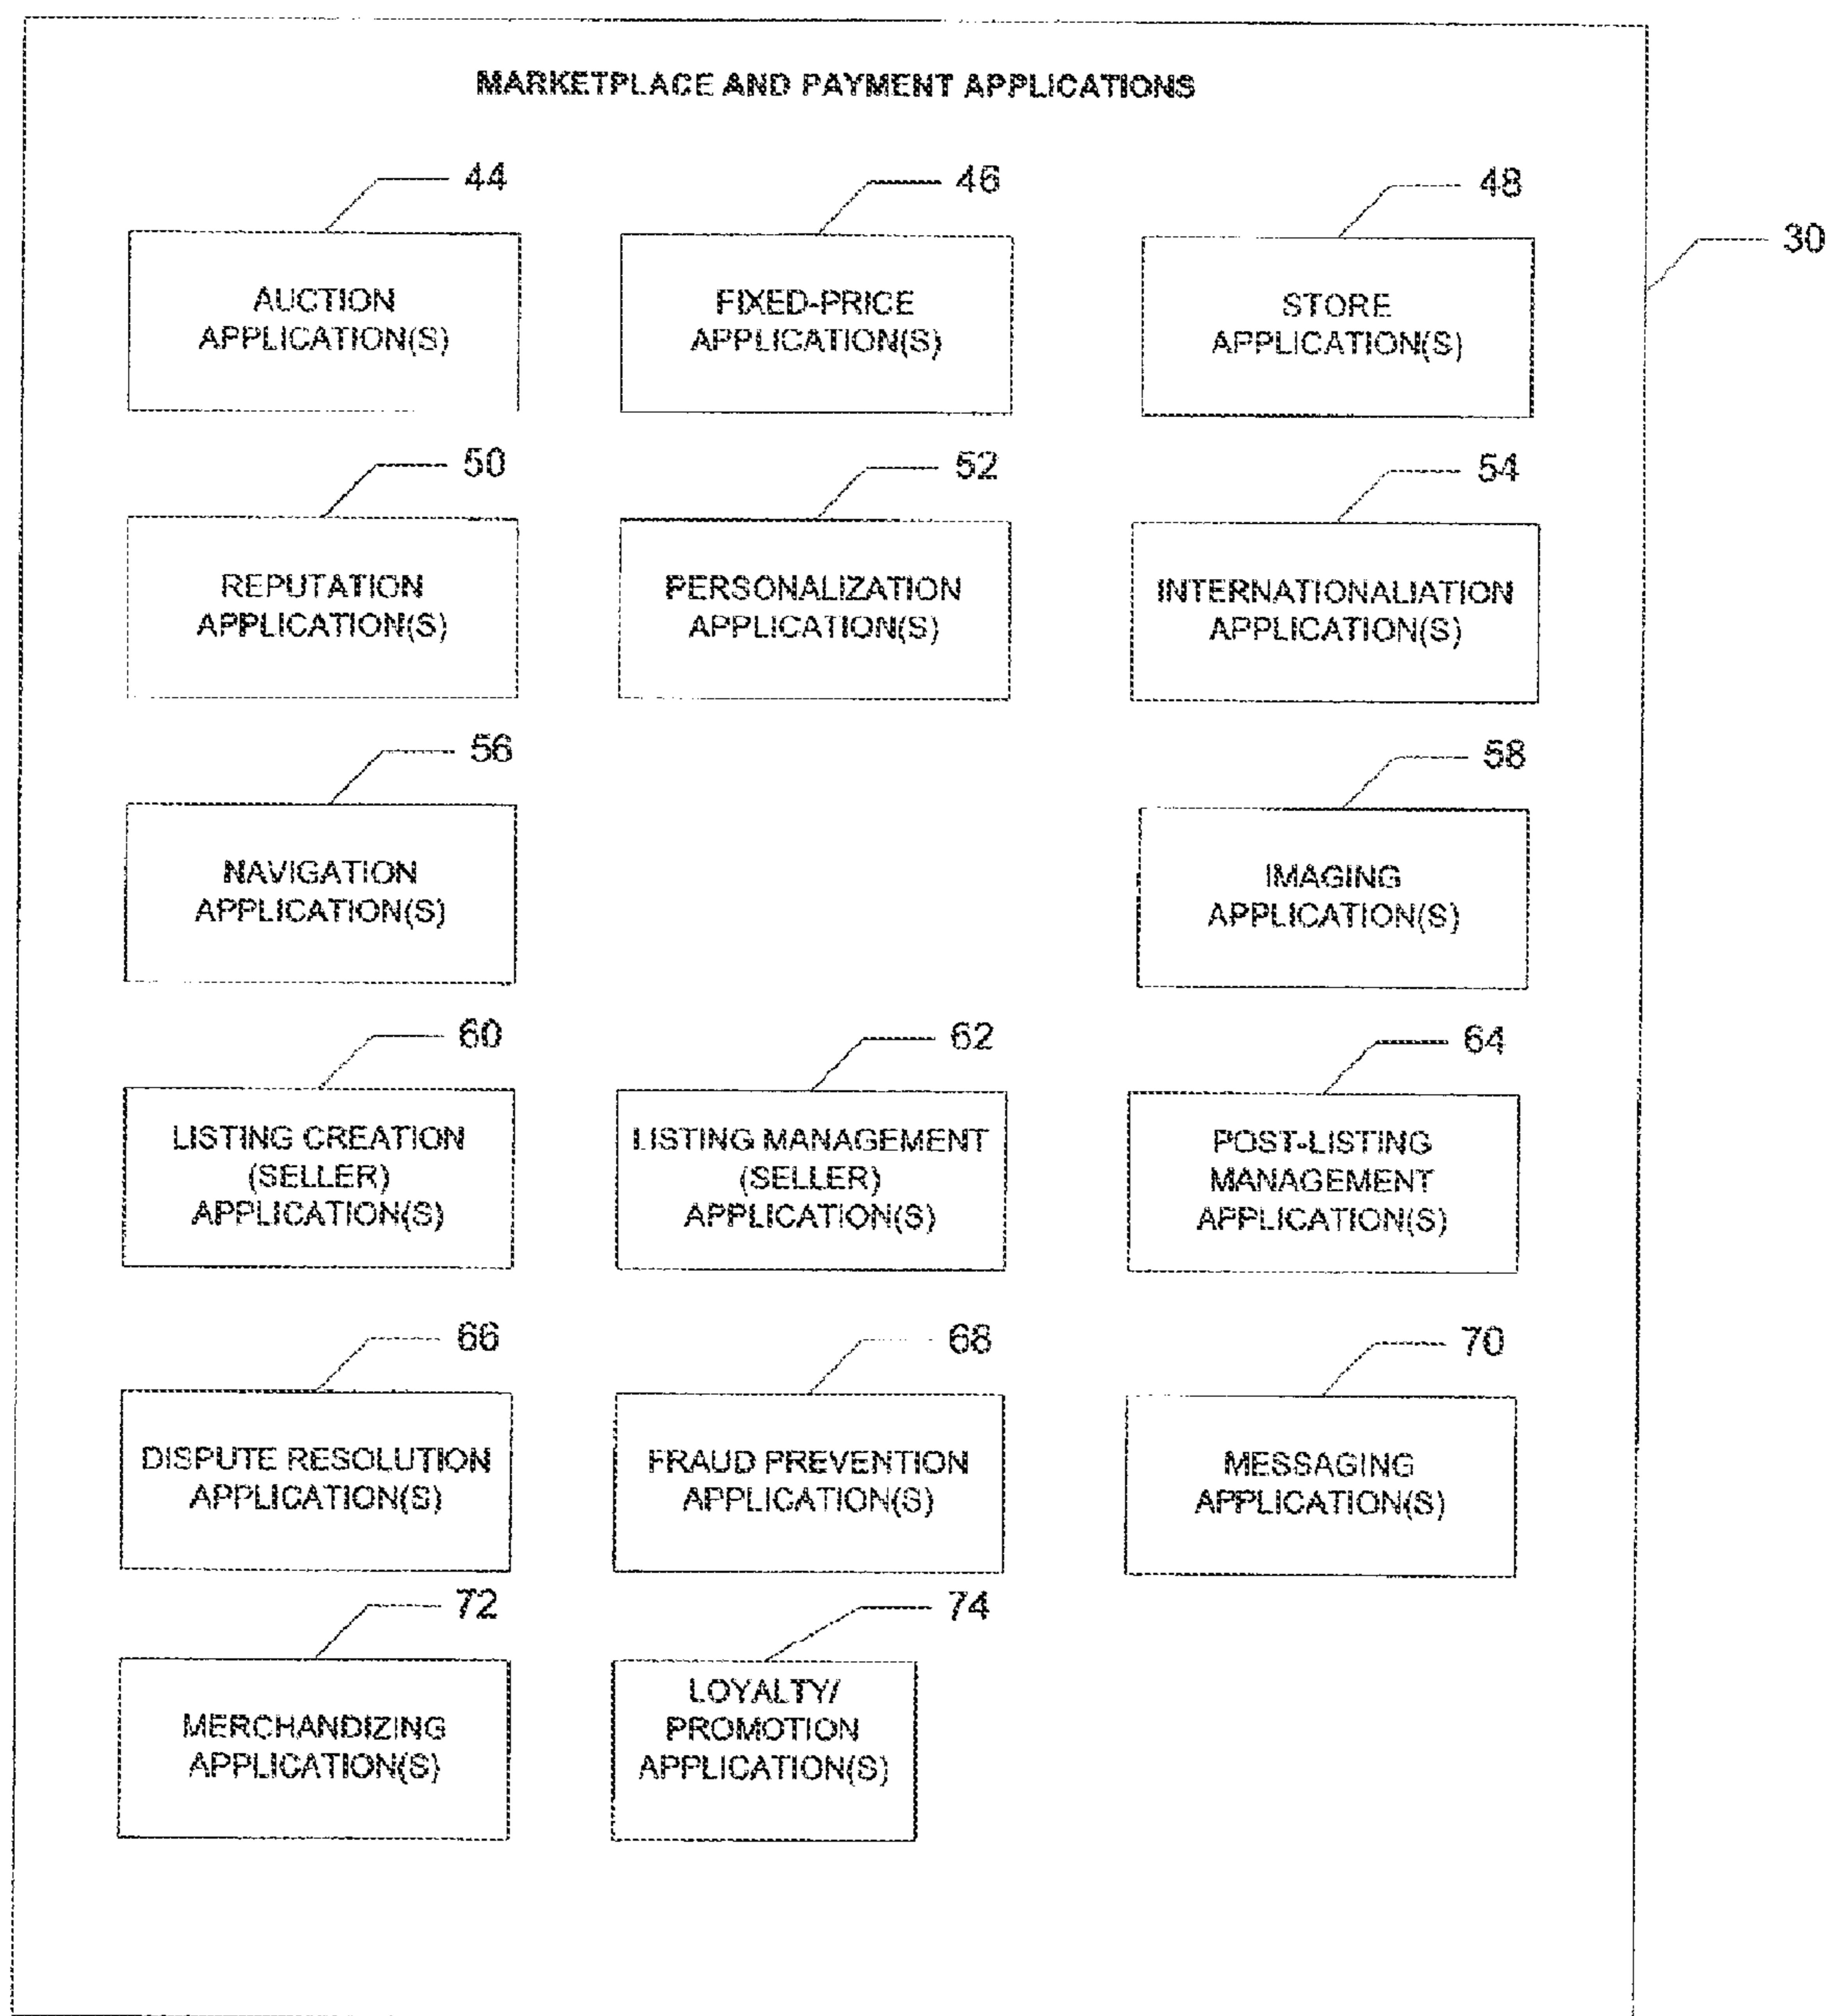 MARKETPLACE AND PAYMENT APPLICATIONS
44
46
48
30
AUCTION
APPLICATION(S)
FIXED-PRICE
APPLICATION(S)
STORE
APPLICATION(S)
50
52
54
REPUTATION
APPLICATION(S)
PERSONALIZATION
APPLICATION(S)
INTERNATIONALIATION
APPLICATION(S)
56
58
NAVIGATION
APPLICATION(S)
IMAGING
APPLICATION(S)
60
62
64
LISTING CREATION
(SELLER)
APPLICATION(S)
LISTING MANAGEMENT
(SELLER)
APPLICATION(S)
POST-LISTING
MANAGEMENT
APPLICATION(S)
66
68
70
DISPUTE RESOLUTION
APPLICATION(S)
FRAUD PREVENTION
APPLICATION(S)
MESSAGING
APPLICATION(S)
72
74
MERCHANDIZING
APPLICATION(S)
LOYALTY/
PROMOTION
APPLICATION(S)